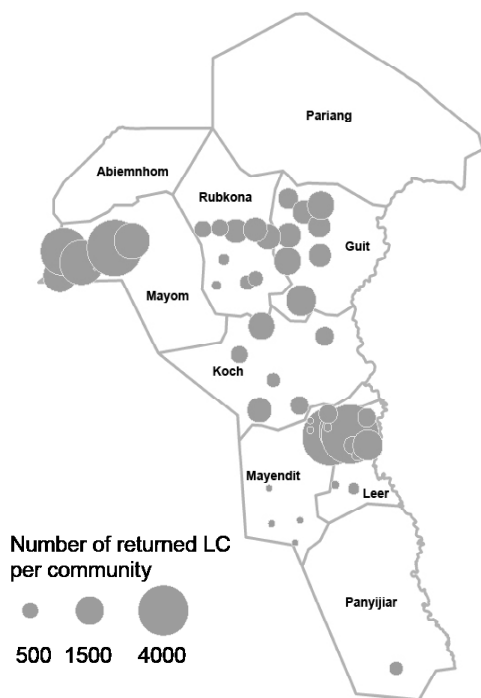 Pariang
Abiemnhom
Rubkona
Guit
Mayom
Koch
Mayendit
Leer
Number of returned LC
per community
Panyijiar
500 1500 4000